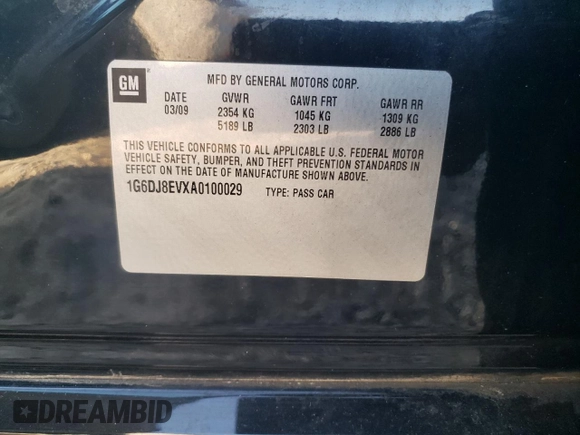 GM
MFD BY GENERAL MOTORS CORP.
DATE GVWR GAWR FRT GAWR RR
03/09 2354 KG 1045 KG 1309 KG
5189 LB 2303 LB 2886 LB
THIS VEHICLE CONFORMS TO ALL APPLICABLE U.S. FEDERAL MOTOR
VEHICLE SAFETY, BUMPER, AND THEFT PREVENTION STANDARDS IN
EFFECT ON THE DATE OF MANUFACTURE SHOWN ABOVE.
1G6DJ8EVXA0100029 TYPE: PASS CAR
DREAMBID